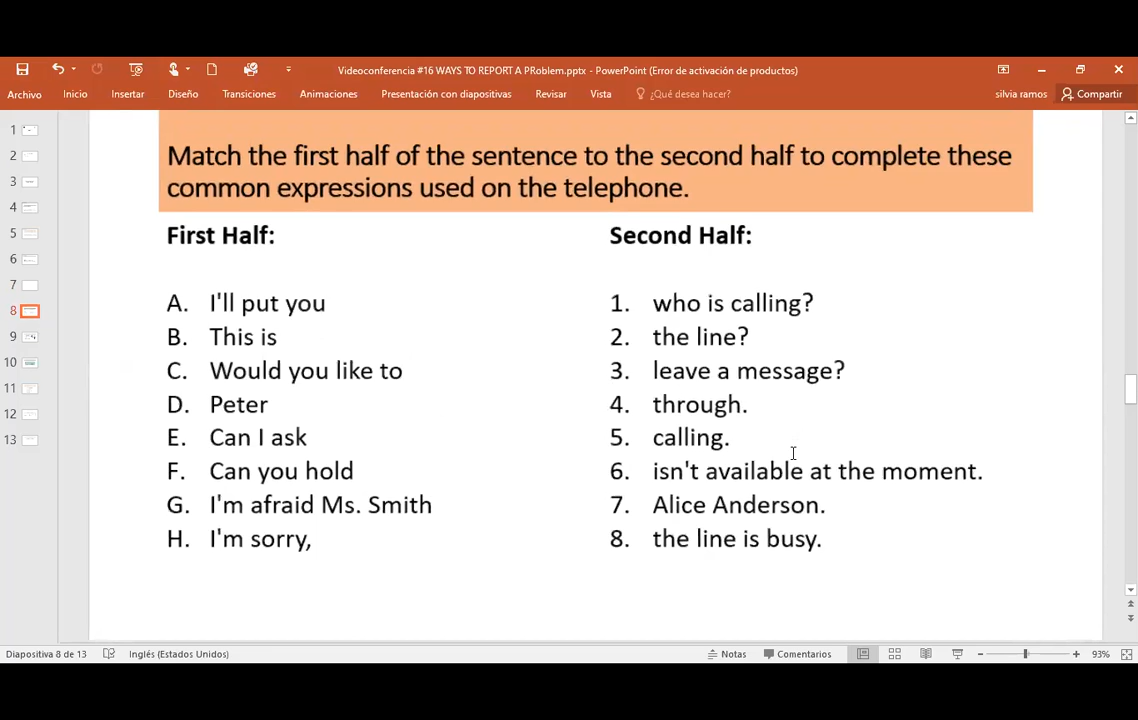 Videoconferencia #16 WAYS TO REPORT A PRoblem.pptx - PowerPoint (Error de activación de productos)
Archivo Inicio Insertar Diseño Transiciones Animaciones Presentación con diapositivas Revisar Vista ¿Qué desea hacer? silvia ramos Compartir
Match the first half of the sentence to the second half to complete these
common expressions used on the telephone.
First Half:
A. I'll put you
B. This is
C. Would you like to
D. Peter
E. Can I ask
F. Can you hold
G. I'm afraid Ms. Smith
H. I'm sorry,
Second Half:
1. who is calling?
2. the line?
3. leave a message?
4. through.
5. calling.
6. isn't available at the moment.
7. Alice Anderson.
8. the line is busy.
1
2
3
4
5
6
7
8
9
10
11
12
13
Diapositiva 8 de 13 Inglés (Estados Unidos) Notas Comentarios 93%